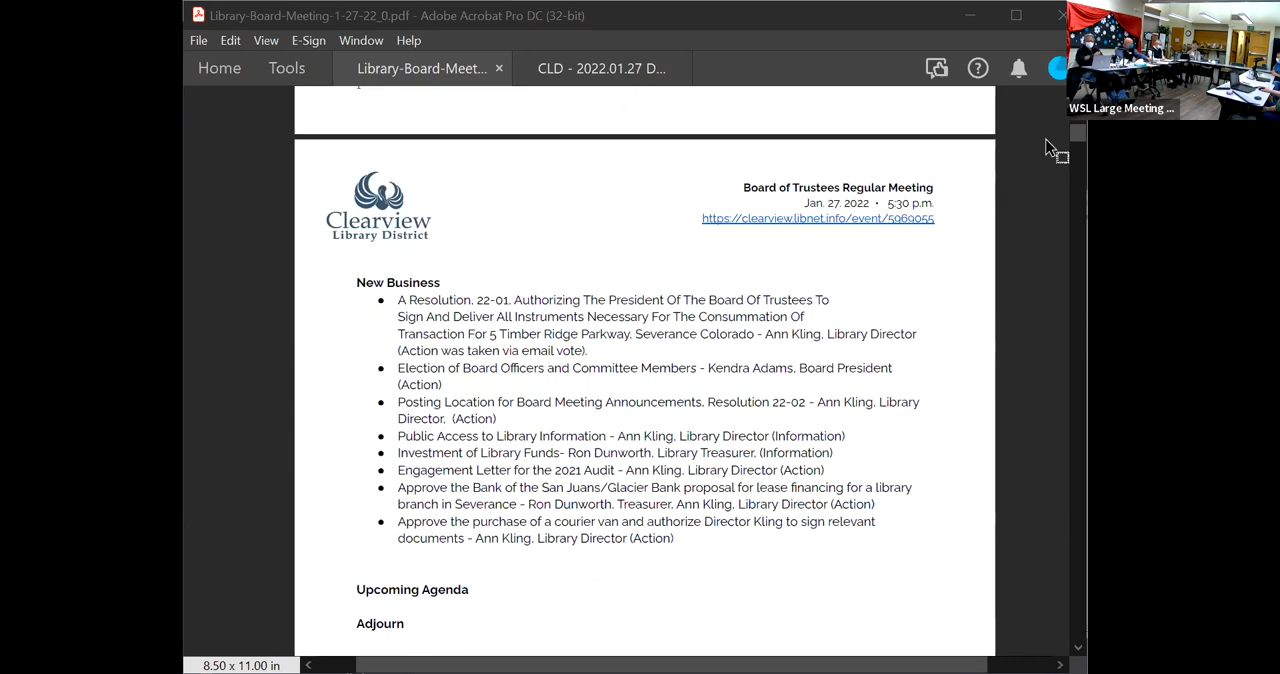 Library-Board-Meeting-1-27-22_0.pdf - Adobe Acrobat Pro DC (32-bit)
File Edit View E-Sign Window Help
Home Tools Library-Board-Meet... × CLD - 2022.01.27 D...
WSL Large Meeting ...
Clearview
Library District
Board of Trustees Regular Meeting
Jan. 27, 2022 • 5:30 p.m.
https://clearview.libnet.info/event/5969055
New Business
● A Resolution, 22-01, Authorizing The President Of The Board Of Trustees To
Sign And Deliver All Instruments Necessary For The Consummation Of
Transaction For 5 Timber Ridge Parkway, Severance Colorado - Ann Kling, Library Director
(Action was taken via email vote).
● Election of Board Officers and Committee Members - Kendra Adams, Board President
(Action)
● Posting Location for Board Meeting Announcements, Resolution 22-02 - Ann Kling, Library
Director, (Action)
● Public Access to Library Information - Ann Kling, Library Director (Information)
● Investment of Library Funds- Ron Dunworth, Library Treasurer, (Information)
● Engagement Letter for the 2021 Audit - Ann Kling, Library Director (Action)
● Approve the Bank of the San Juans/Glacier Bank proposal for lease financing for a library
branch in Severance - Ron Dunworth, Treasurer, Ann Kling, Library Director (Action)
● Approve the purchase of a courier van and authorize Director Kling to sign relevant
documents - Ann Kling, Library Director (Action)
Upcoming Agenda
Adjourn
8.50 x 11.00 in